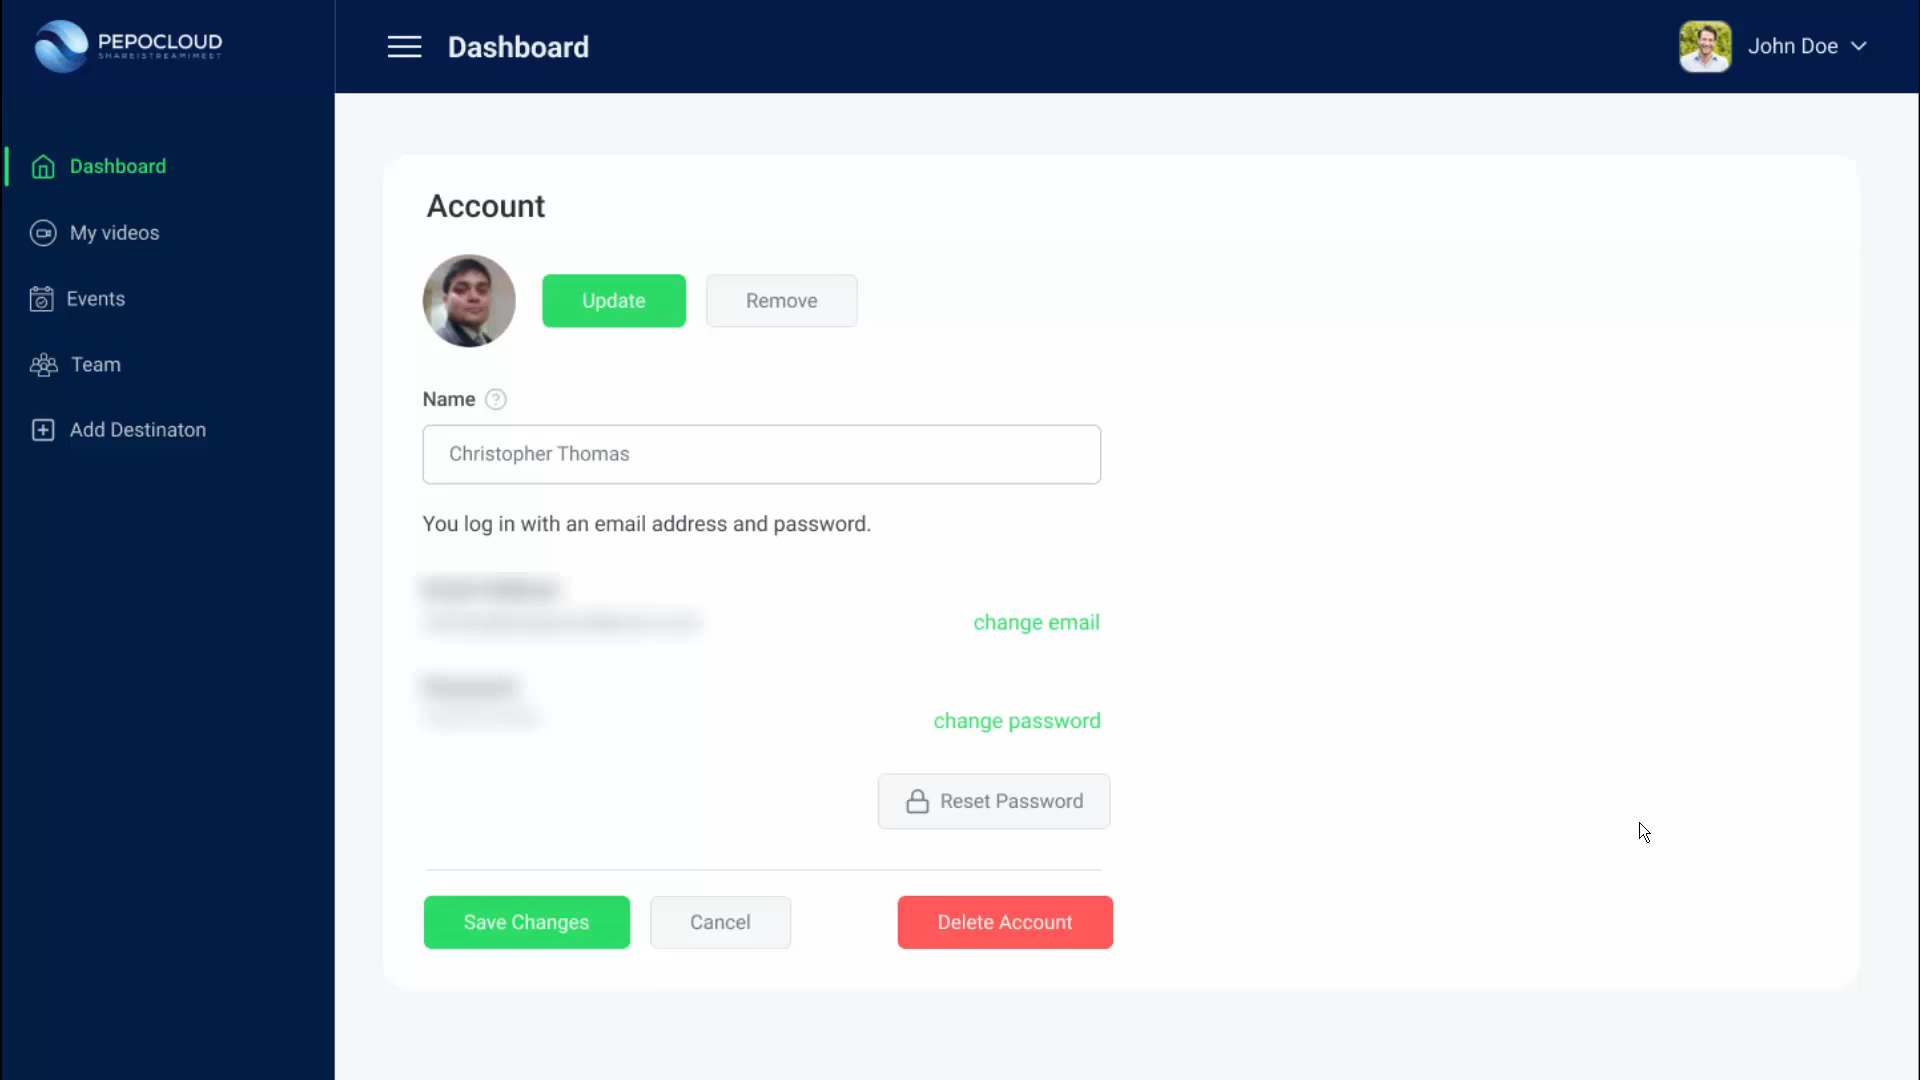 PEPOCLOUD
SHAREISTREAMIMEET
Dashboard
John Doe
Dashboard
My videos
Events
Team
Add Destinaton
Account
Update
Remove
Name ?
Christopher Thomas
You log in with an email address and password.
change email
change password
Reset Password
Save Changes
Cancel
Delete Account